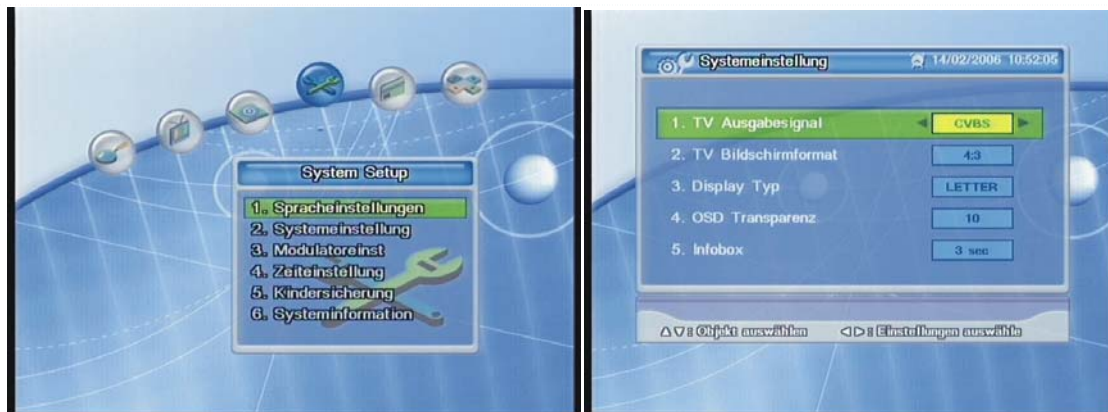 System Setup
1. Spracheinstellungen
2. Systemeinstellung
3. Modulatoreinst
4. Zeiteinstellung
5. Kindersicherung
6. Systeminformation
Systemeinstellung 14/02/2006 10:52:05
1. TV Ausgabesignal CVBS
2. TV Bildschirmformat 4:3
3. Display Typ LETTER
4. OSD Transparenz 10
5. Infobox 3 sec
△▽: Objekt auswählen ◁▷: Einstellungen auswähle